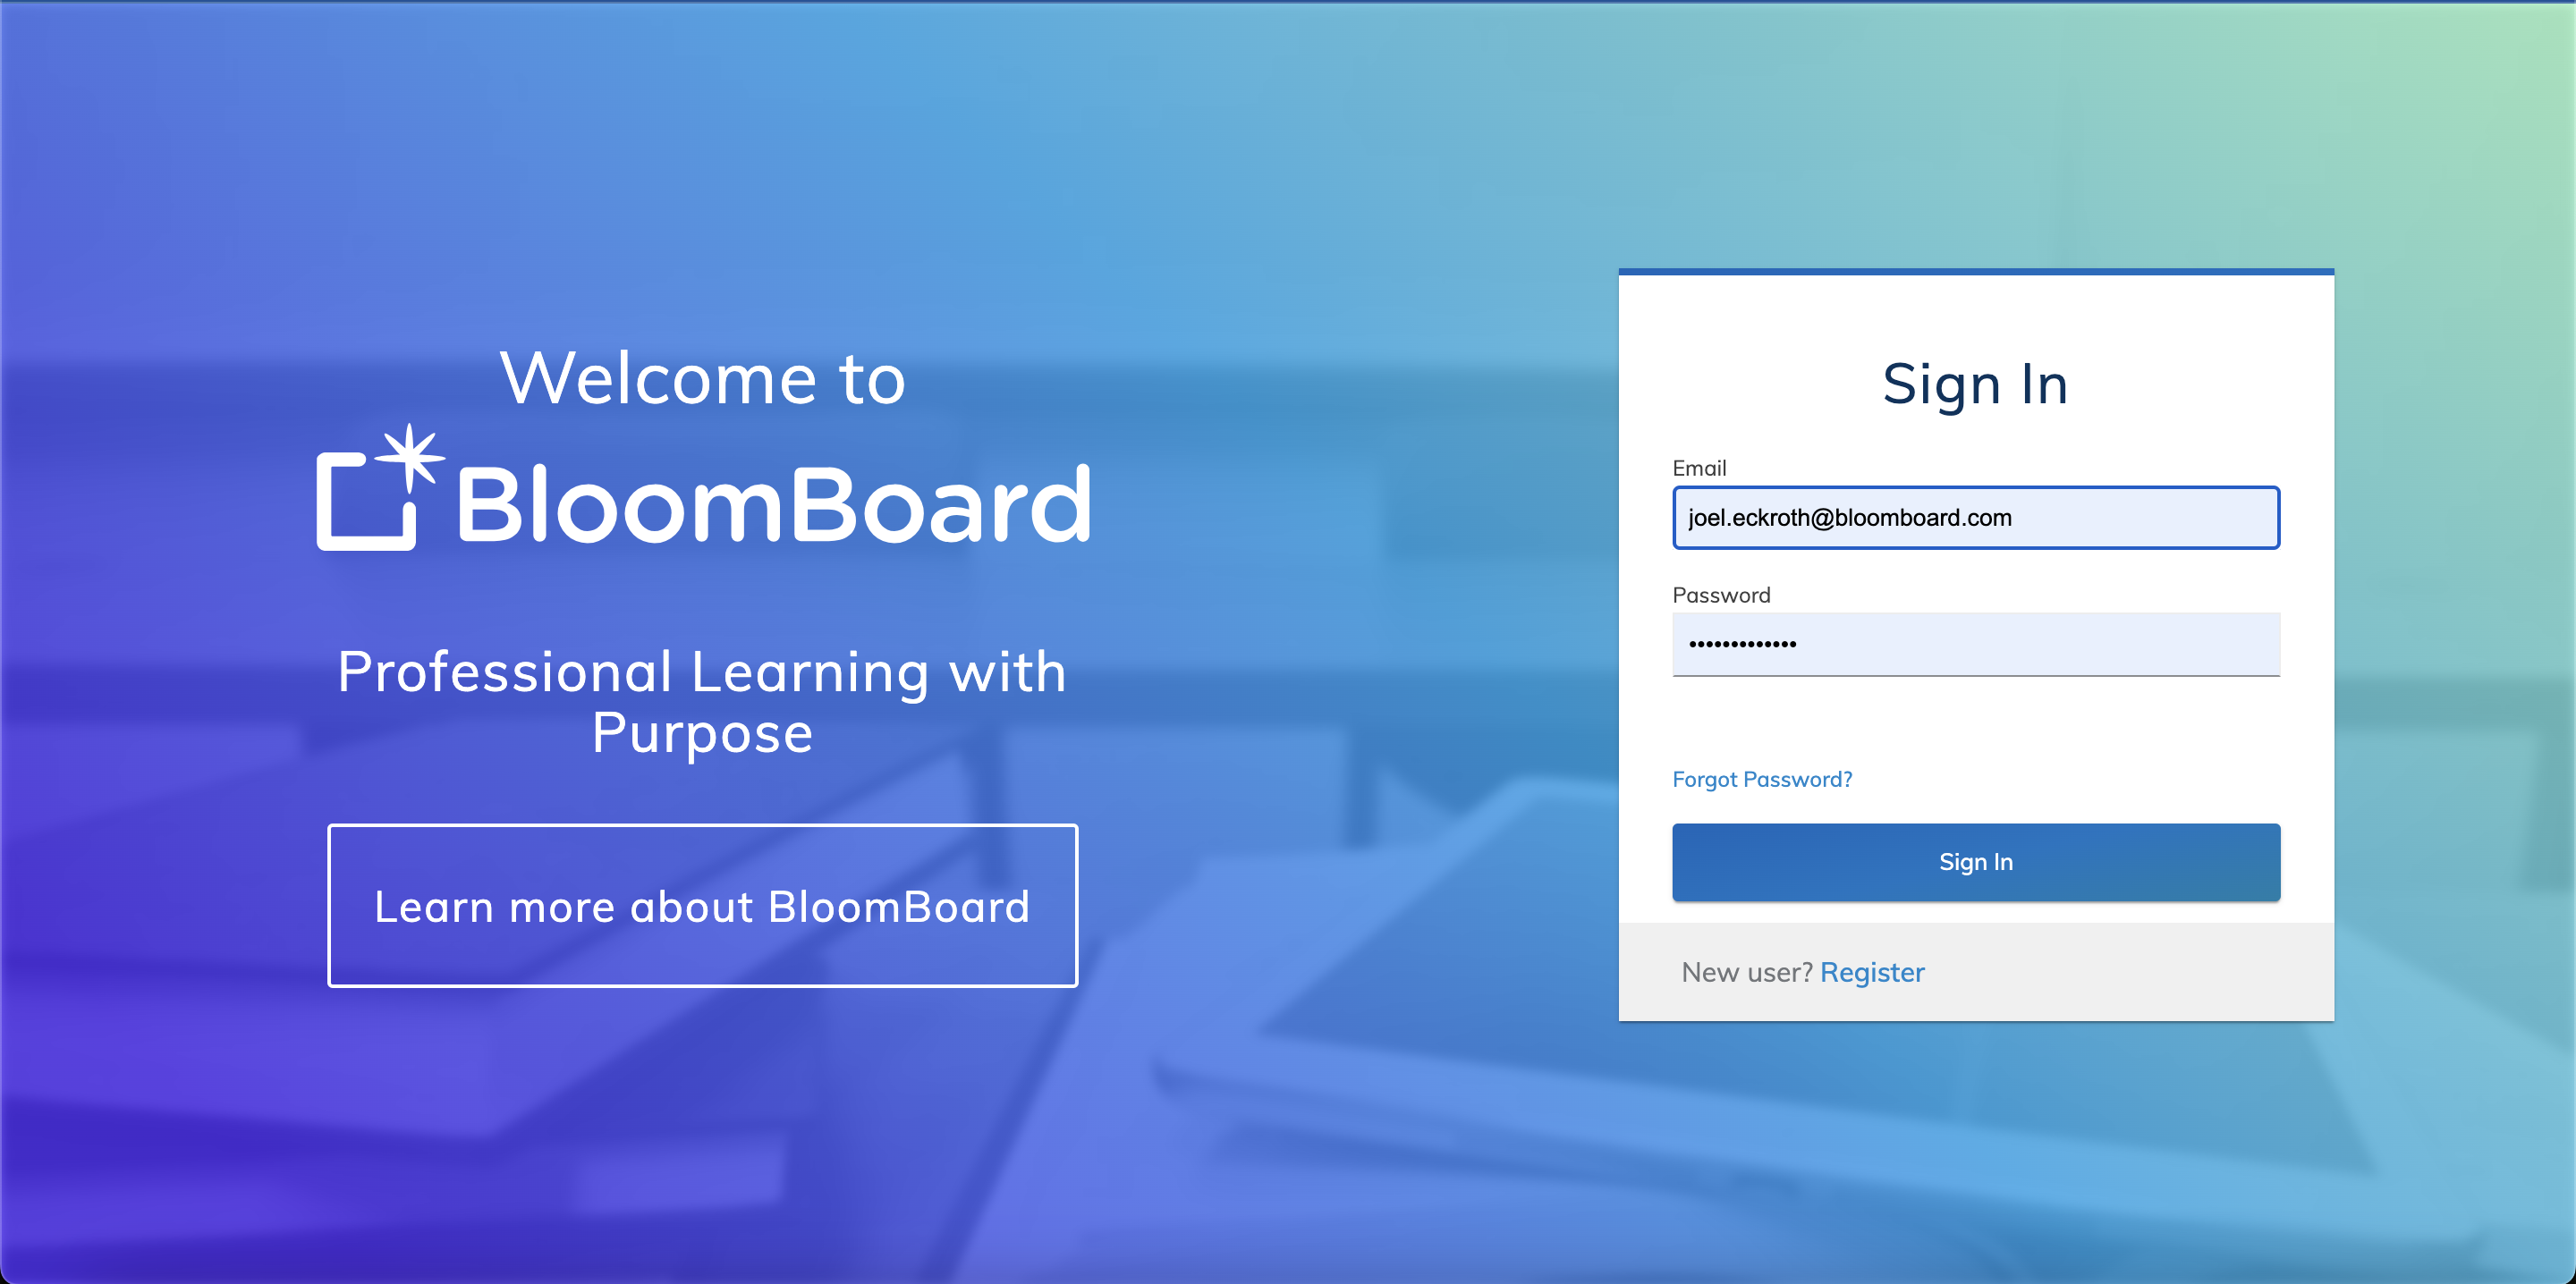 Welcome to
BloomBoard
Professional Learning with
Purpose
Learn more about BloomBoard
Sign In
Email
joel.eckroth@bloomboard.com
Password
•••••••••••••
Forgot Password?
Sign In
New user? Register